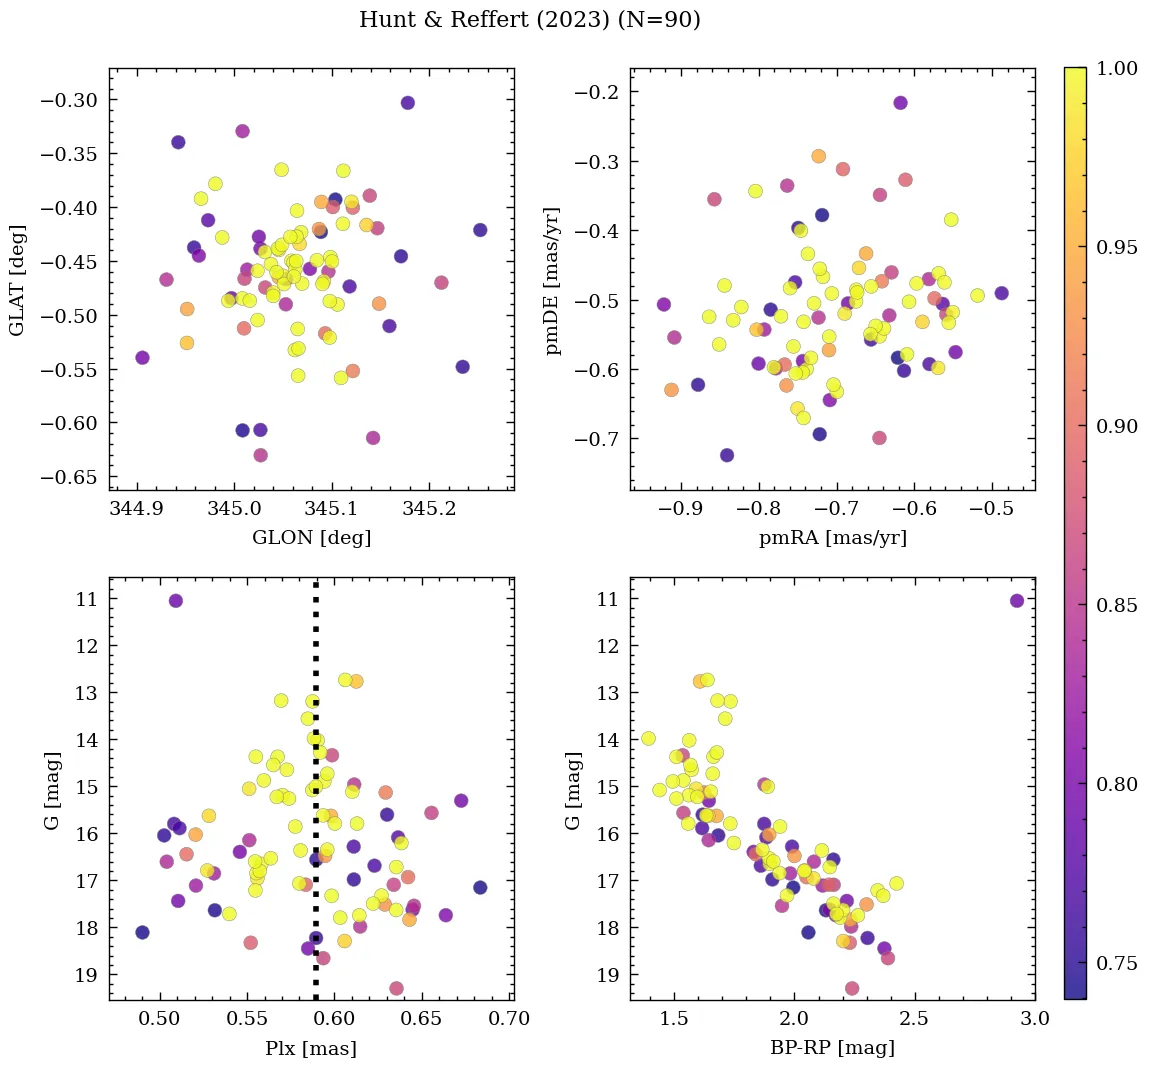 Hunt & Reffert (2023) (N=90)
−0.30
−0.35
−0.40
−0.45
−0.50
−0.55
−0.60
−0.65
GLAT [deg]
344.9 345.0 345.1 345.2
GLON [deg]
−0.2
−0.3
−0.4
−0.5
−0.6
−0.7
pmDE [mas/yr]
−0.9 −0.8 −0.7 −0.6 −0.5
pmRA [mas/yr]
11
12
13
14
15
16
17
18
19
G [mag]
0.50 0.55 0.60 0.65 0.70
Plx [mas]
11
12
13
14
15
16
17
18
19
G [mag]
1.5 2.0 2.5 3.0
BP-RP [mag]
1.00
0.95
0.90
0.85
0.80
0.75